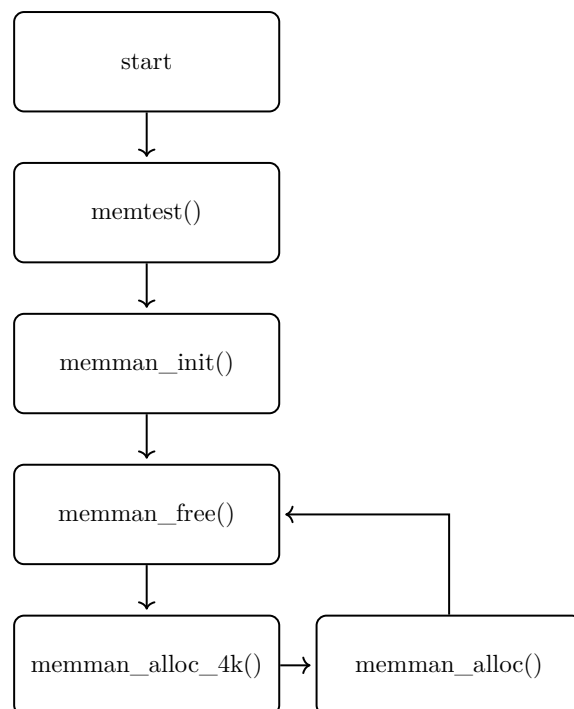 start
memtest()
memman_init()
memman_free()
memman_alloc_4k()
memman_alloc()